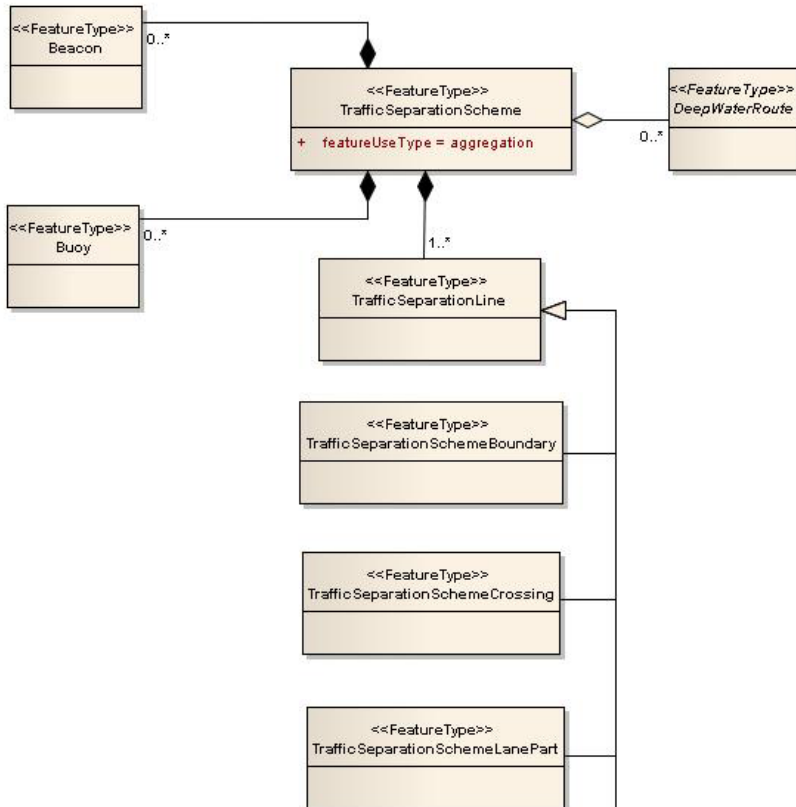 <<FeatureType>>
Beacon
0..*
<<FeatureType>>
TrafficSeparationScheme
+ featureUseType = aggregation
<<FeatureType>>
DeepWaterRoute
0..*
<<FeatureType>>
Buoy
0..*
1..*
<<FeatureType>>
TrafficSeparationLine
<<FeatureType>>
TrafficSeparationSchemeBoundary
<<FeatureType>>
TrafficSeparationSchemeCrossing
<<FeatureType>>
TrafficSeparationSchemeLanePart